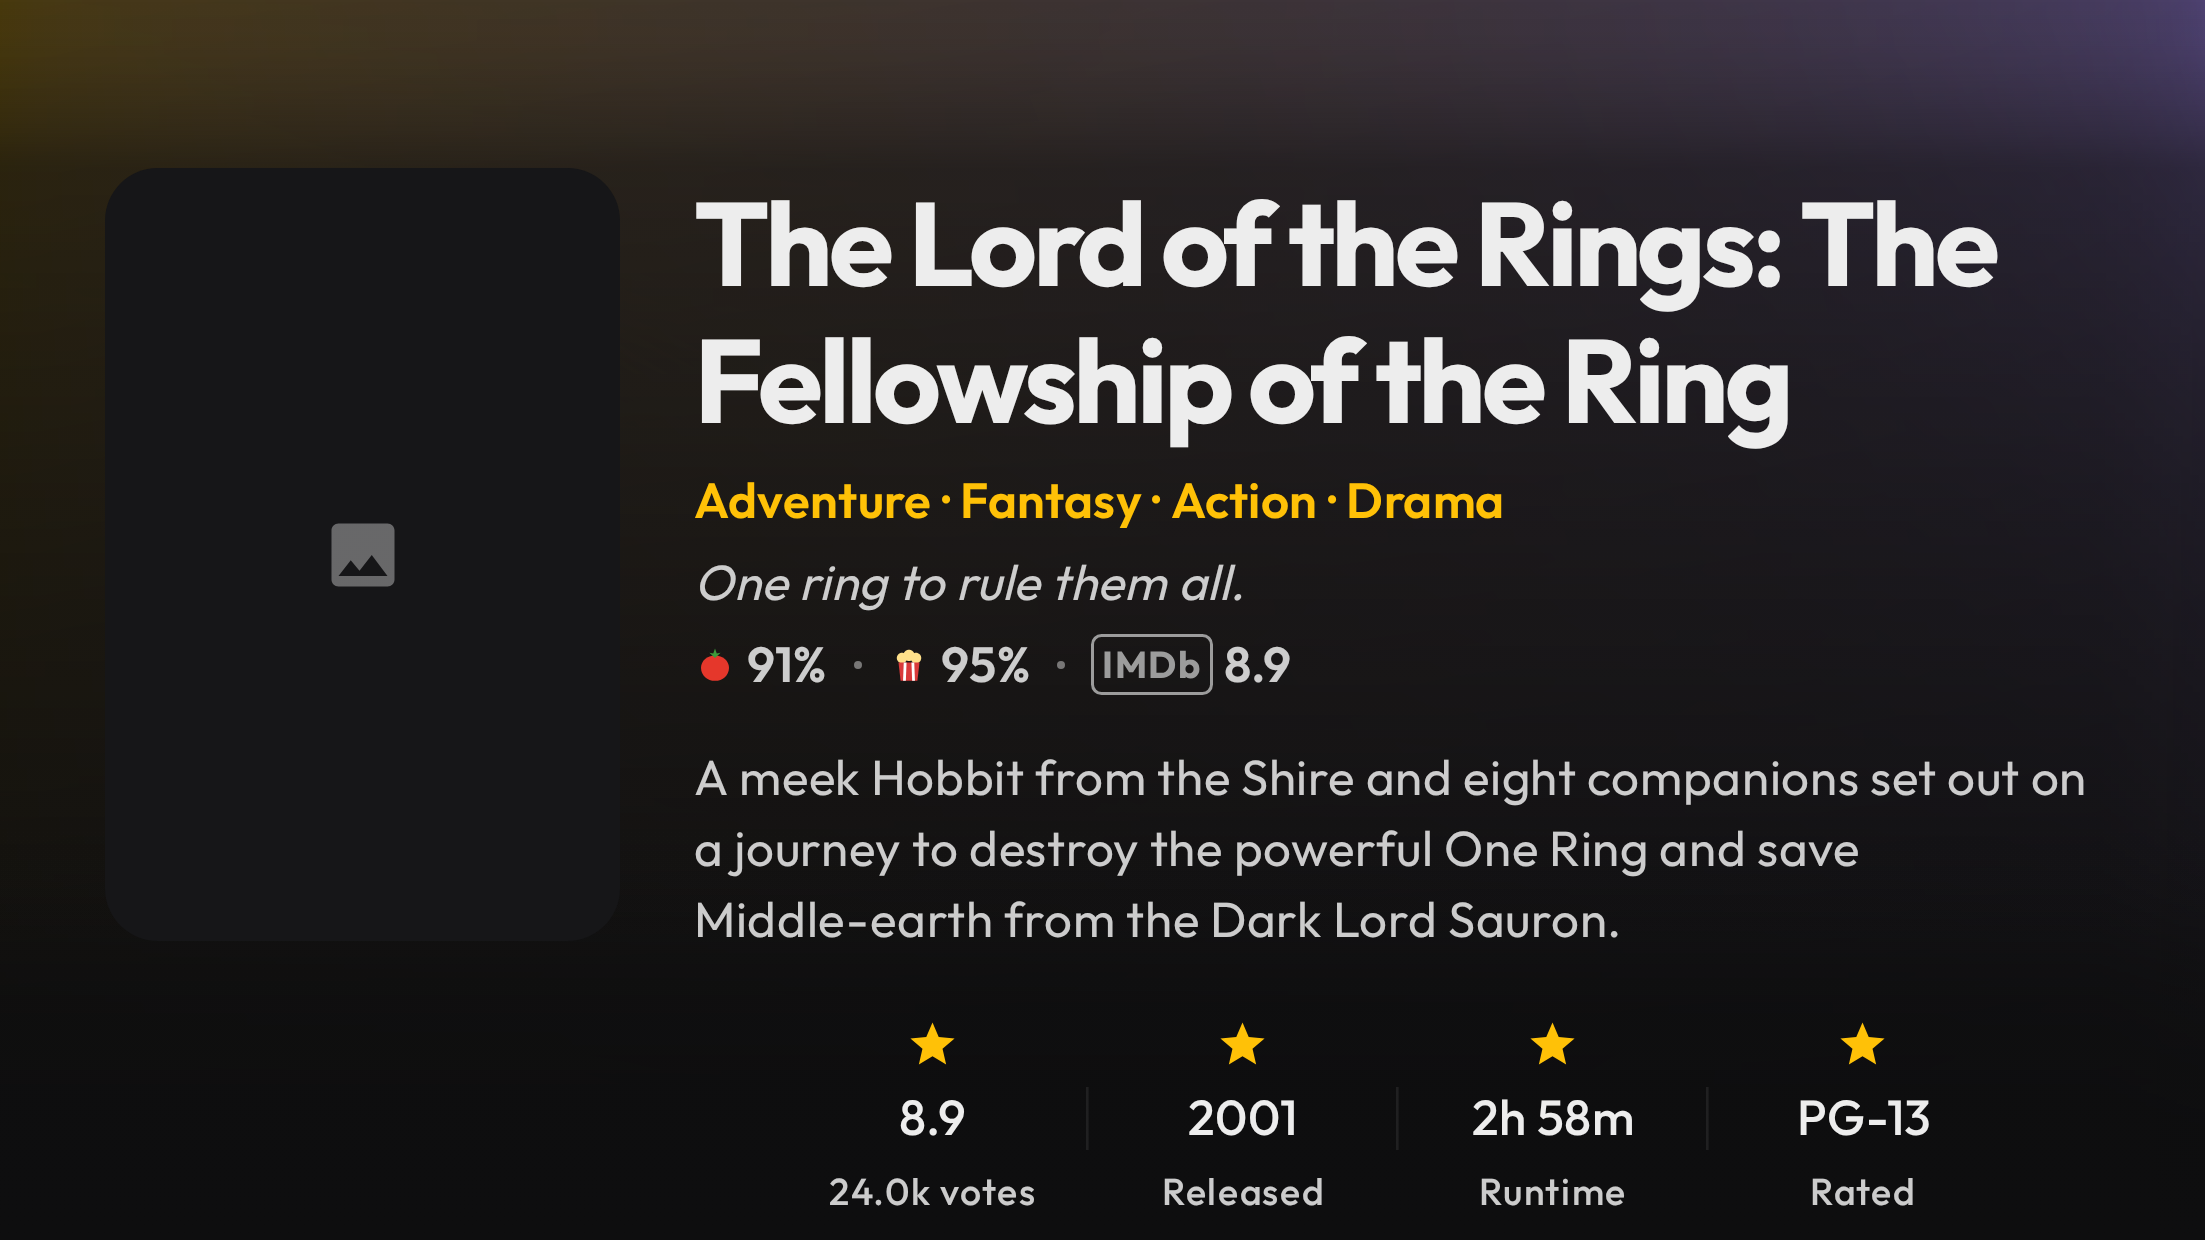 The Lord of the Rings: The
Fellowship of the Ring
Adventure · Fantasy · Action · Drama
One ring to rule them all.
91% · 95% · IMDb 8.9
A meek Hobbit from the Shire and eight companions set out on
a journey to destroy the powerful One Ring and save
Middle-earth from the Dark Lord Sauron.
8.9 2001 2h 58m PG-13
24.0k votes Released Runtime Rated